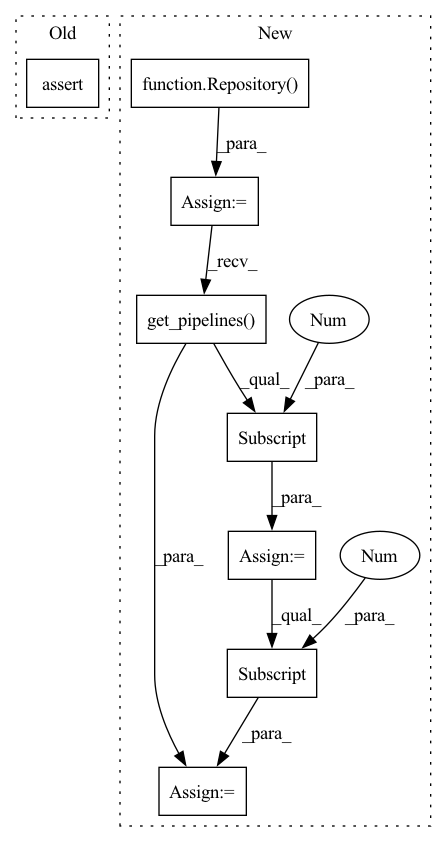 Old
New
assert
function.Repository()
_para_
Assign:=
_recv_
get_pipelines()
Num
_qual_
_para_
Subscript
_para_
_para_
Assign:=
Num
_qual_
_para_
Subscript
_para_
Assign:=